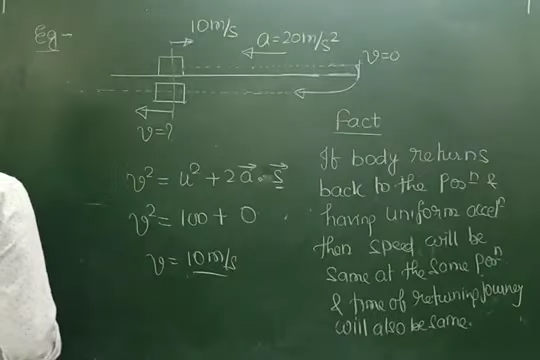 Eg -
10m/s
a = 20m/s²
v=0
v=?
v² = u² + 2a⃗ · s⃗
v² = 100 + 0
v = 10m/s
Fact
If body returns
back to the Posⁿ &
having uniform accelⁿ
then speed will be
same at the same posⁿ
& time of returning journey
will also be same.